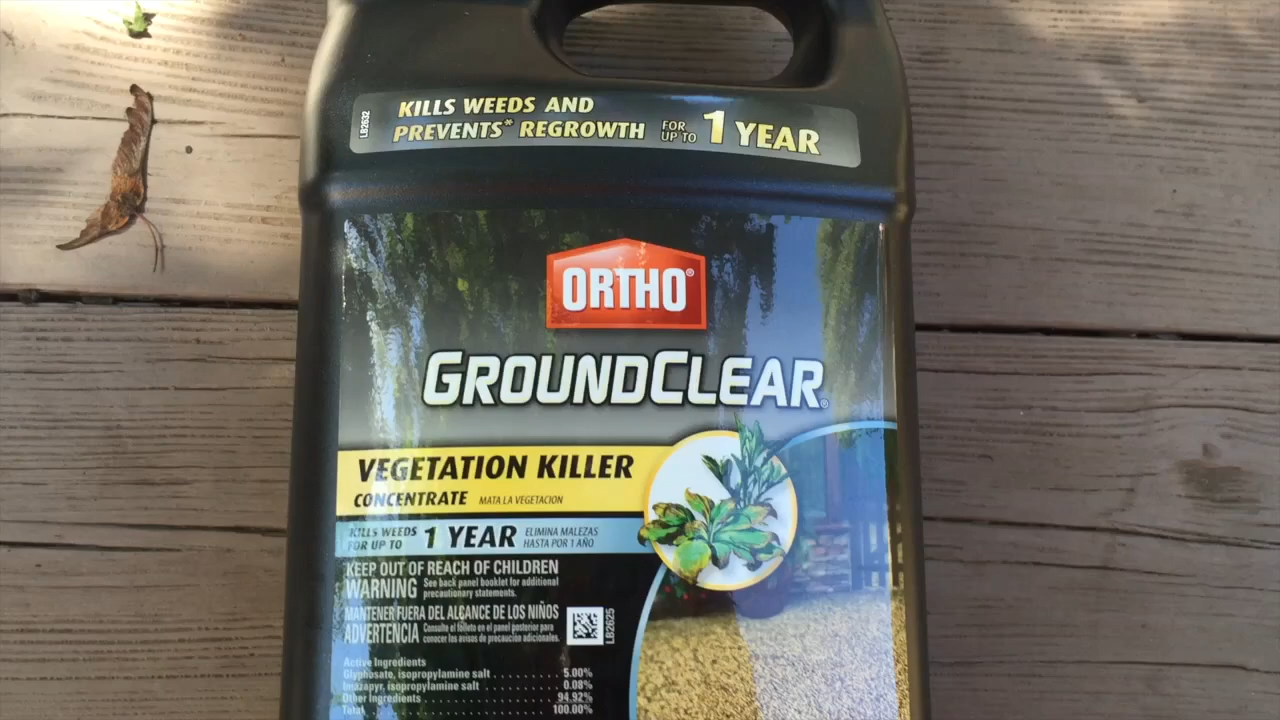 KILLS WEEDS AND
PREVENTS* REGROWTH FOR UP TO 1 YEAR
LB2632
ORTHO®
GROUNDCLEAR®
VEGETATION KILLER
CONCENTRATE MATA LA VEGETACION
KILLS WEEDS FOR UP TO 1 YEAR ELIMINA MALEZAS HASTA POR 1 AÑO
KEEP OUT OF REACH OF CHILDREN
WARNING See back panel booklet for additional precautionary statements.
MANTENER FUERA DEL ALCANCE DE LOS NIÑOS
ADVERTENCIA Consulte el folleto en el panel posterior para conocer los avisos de precaución adicionales.
LB2625
Active Ingredients
Glyphosate, isopropylamine salt . . . . . . . . . . . . 5.00%
Imazapyr, isopropylamine salt . . . . . . . . . . . . . 0.08%
Other Ingredients . . . . . . . . . . . . . . . . . . . . 94.92%
Total . . . . . . . . . . . . . . . . . . . . . . . . . . 100.00%